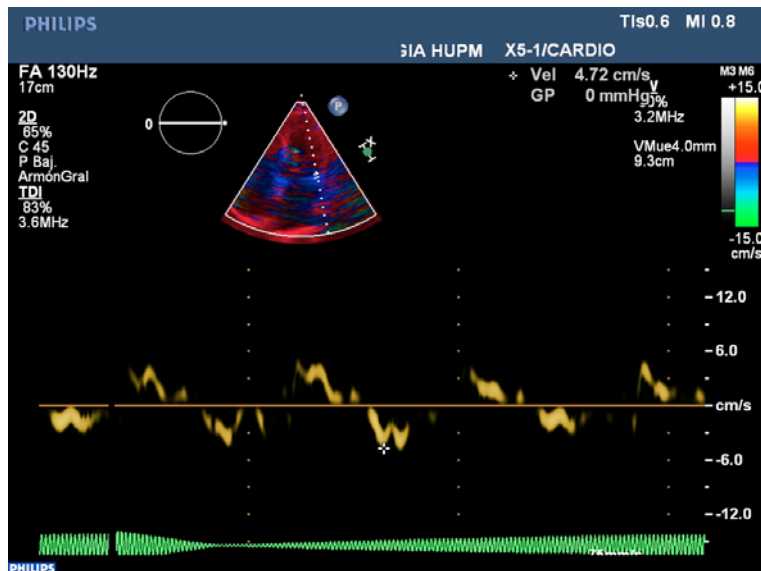 PHILIPS
TIs0.6 MI 0.8
GIA HUPM X5-1/CARDIO
FA 130Hz
17cm
2D
65%
C 45
P Baj.
ArmónGral
TDI
83%
3.6MHz
0
P
Vel 4.72 cm/s
GP 0 mmHg
V
90%
3.2MHz
VMue4.0mm
9.3cm
M3 M6
+15.0
-15.0
cm/s
12.0
6.0
cm/s
-6.0
-12.0
75mm/s
PHILIPS